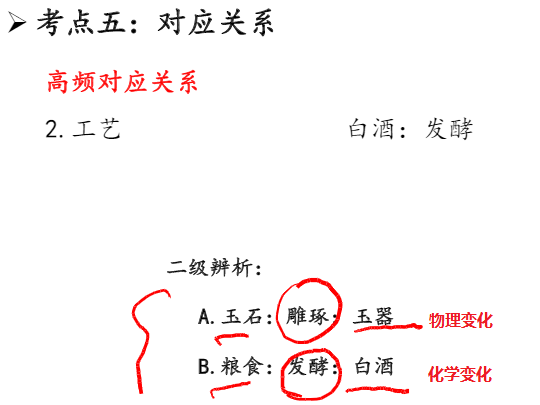 ➢ 考点五：对应关系
高频对应关系
2.工艺 白酒：发酵
二级辨析：
A.玉石：雕琢：玉器 物理变化
B.粮食：发酵：白酒 化学变化